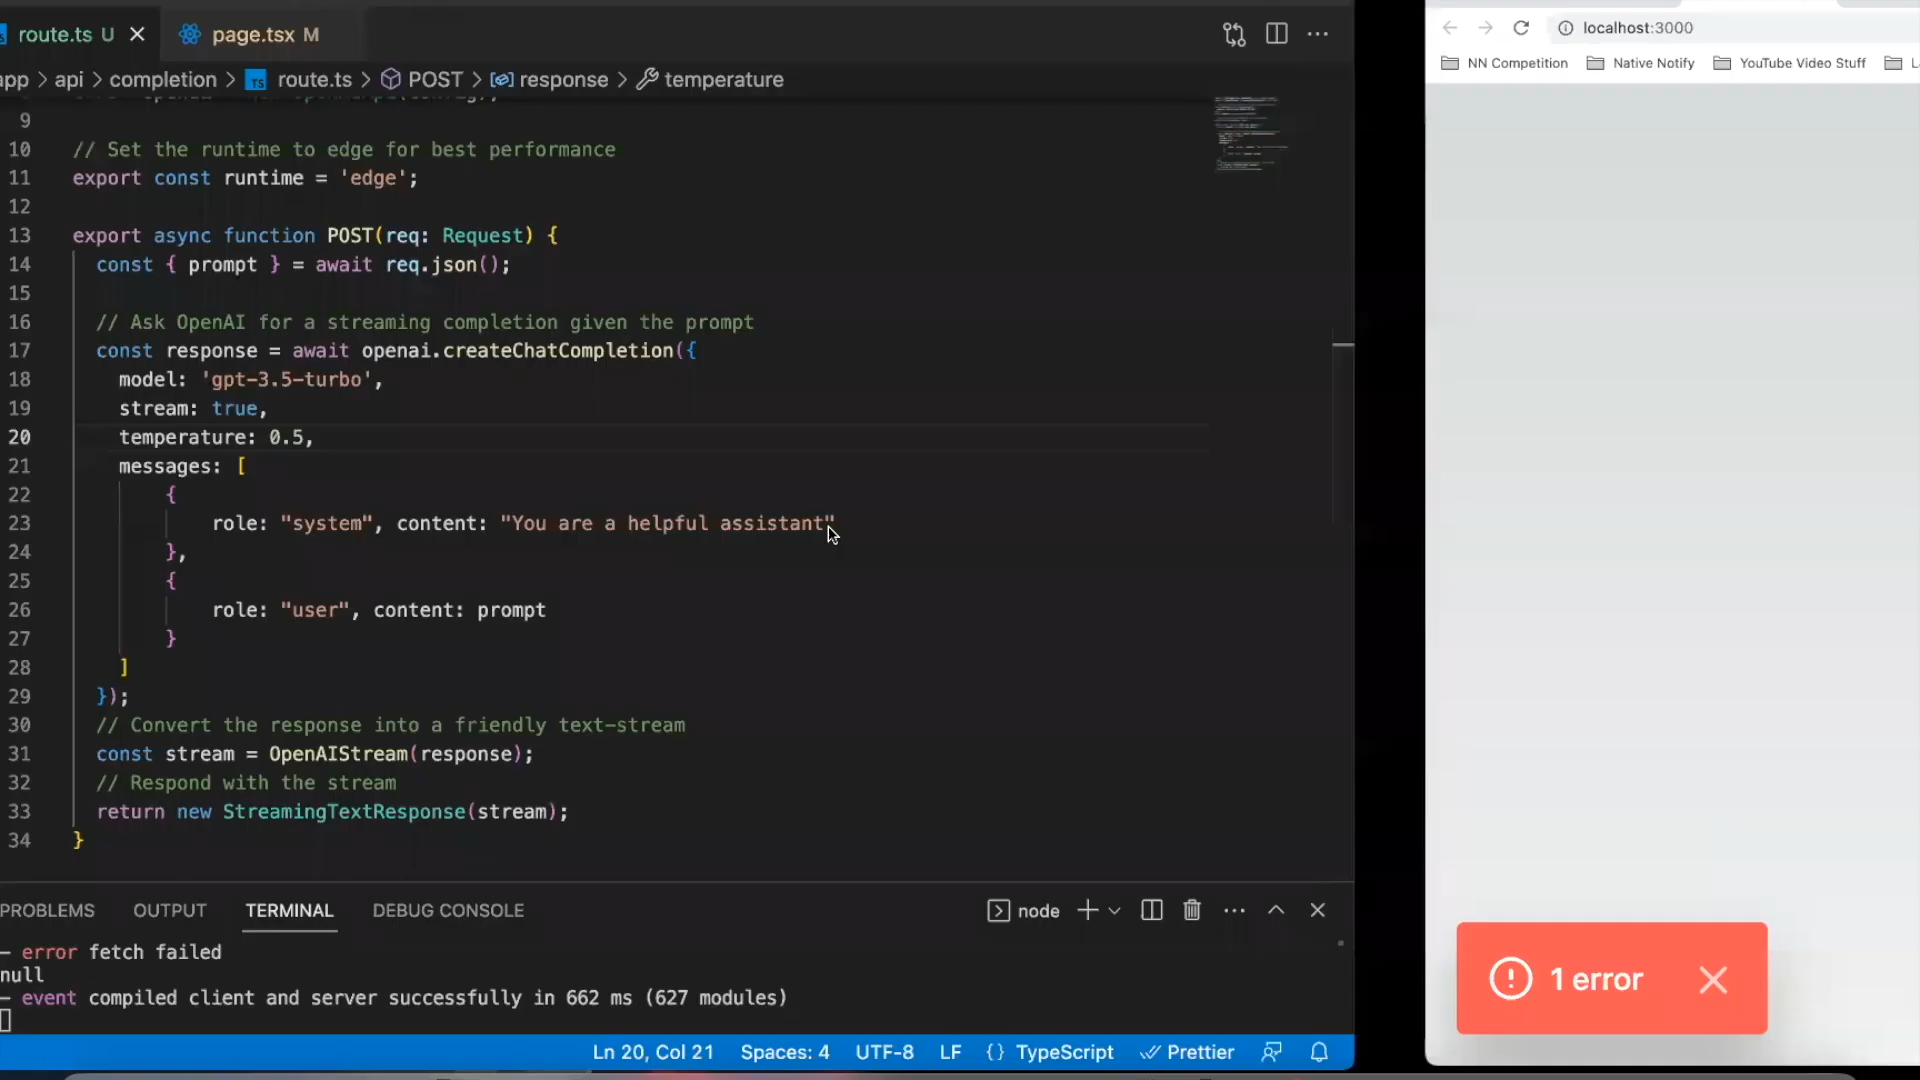 route.ts U
page.tsx M
app > api > completion > TS route.ts > POST > response > temperature
9
10 // Set the runtime to edge for best performance
11 export const runtime = 'edge';
12
13 export async function POST(req: Request) {
14 const { prompt } = await req.json();
15
16 // Ask OpenAI for a streaming completion given the prompt
17 const response = await openai.createChatCompletion({
18 model: 'gpt-3.5-turbo',
19 stream: true,
20 temperature: 0.5,
21 messages: [
22 {
23 role: "system", content: "You are a helpful assistant"
24 },
25 {
26 role: "user", content: prompt
27 }
28 ]
29 });
30 // Convert the response into a friendly text-stream
31 const stream = OpenAIStream(response);
32 // Respond with the stream
33 return new StreamingTextResponse(stream);
34 }
PROBLEMS OUTPUT TERMINAL DEBUG CONSOLE node
- error fetch failed
null
- event compiled client and server successfully in 662 ms (627 modules)
Ln 20, Col 21 Spaces: 4 UTF-8 LF {} TypeScript Prettier
localhost:3000
NN Competition Native Notify YouTube Video Stuff
1 error